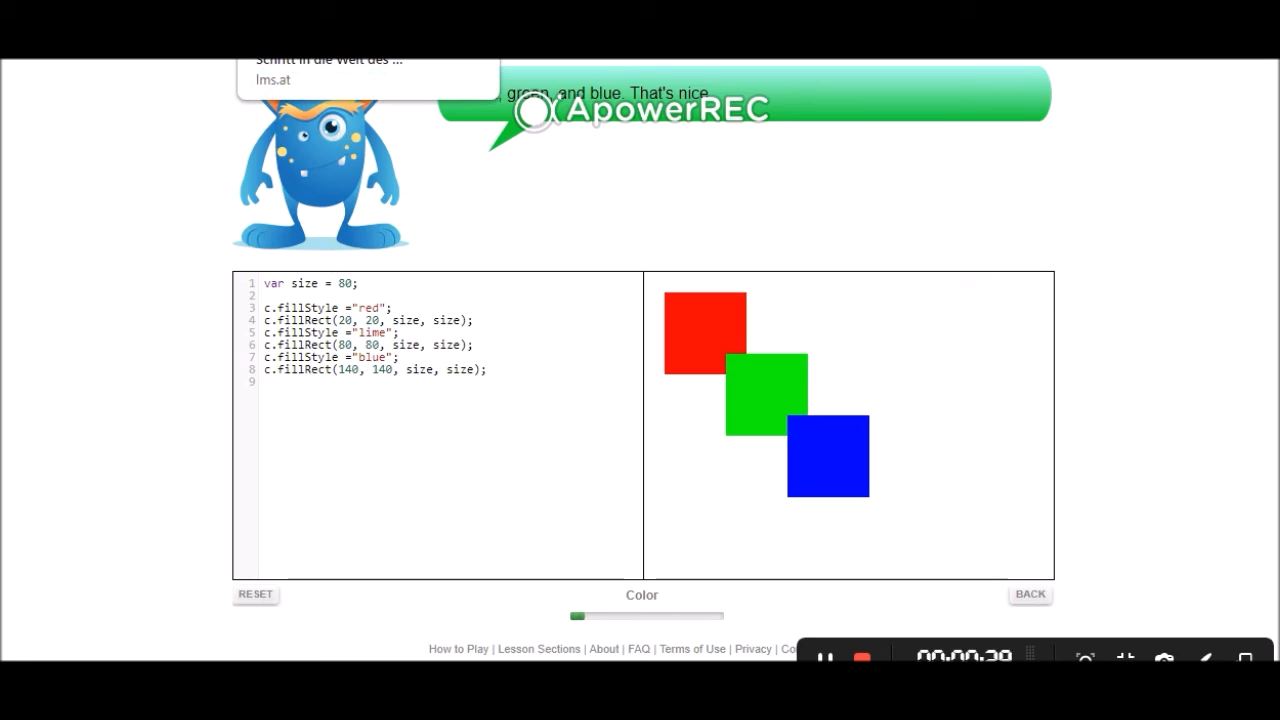 Schritt in die Welt des ...
lms.at
green, and blue. That's nice
ApowerREC
1 var size = 80;
2
3 c.fillStyle ="red";
4 c.fillRect(20, 20, size, size);
5 c.fillStyle ="lime";
6 c.fillRect(80, 80, size, size);
7 c.fillStyle ="blue";
8 c.fillRect(140, 140, size, size);
9
RESET
Color
BACK
How to Play | Lesson Sections | About | FAQ | Terms of Use | Privacy |
00:00:39